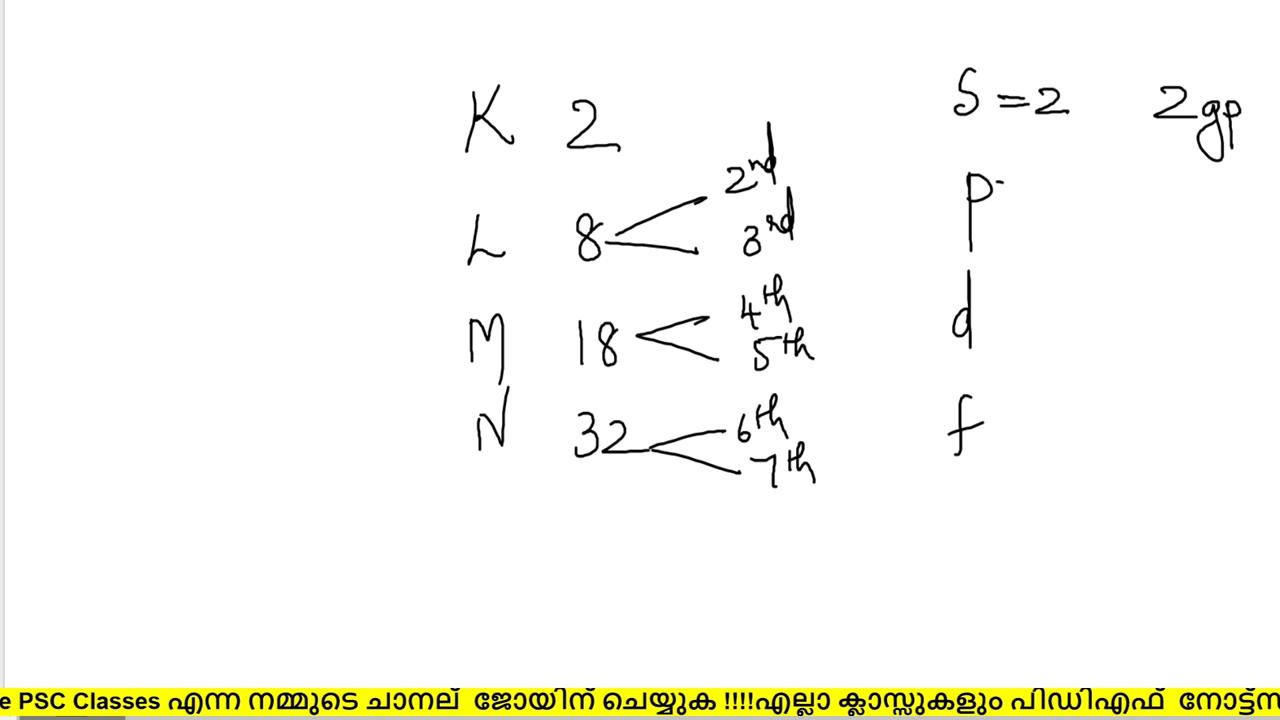 K 2 S = 2 2gp
L 8 2nd 3rd P
M 18 4th 5th d
N 32 6th 7th f
e PSC Classes എന്ന നമ്മുടെ ചാനല് ജോയിന് ചെയ്യുക !!!!എല്ലാ ക്ലാസ്സുകളും പിഡിഎഫ് നോട്ട്സ